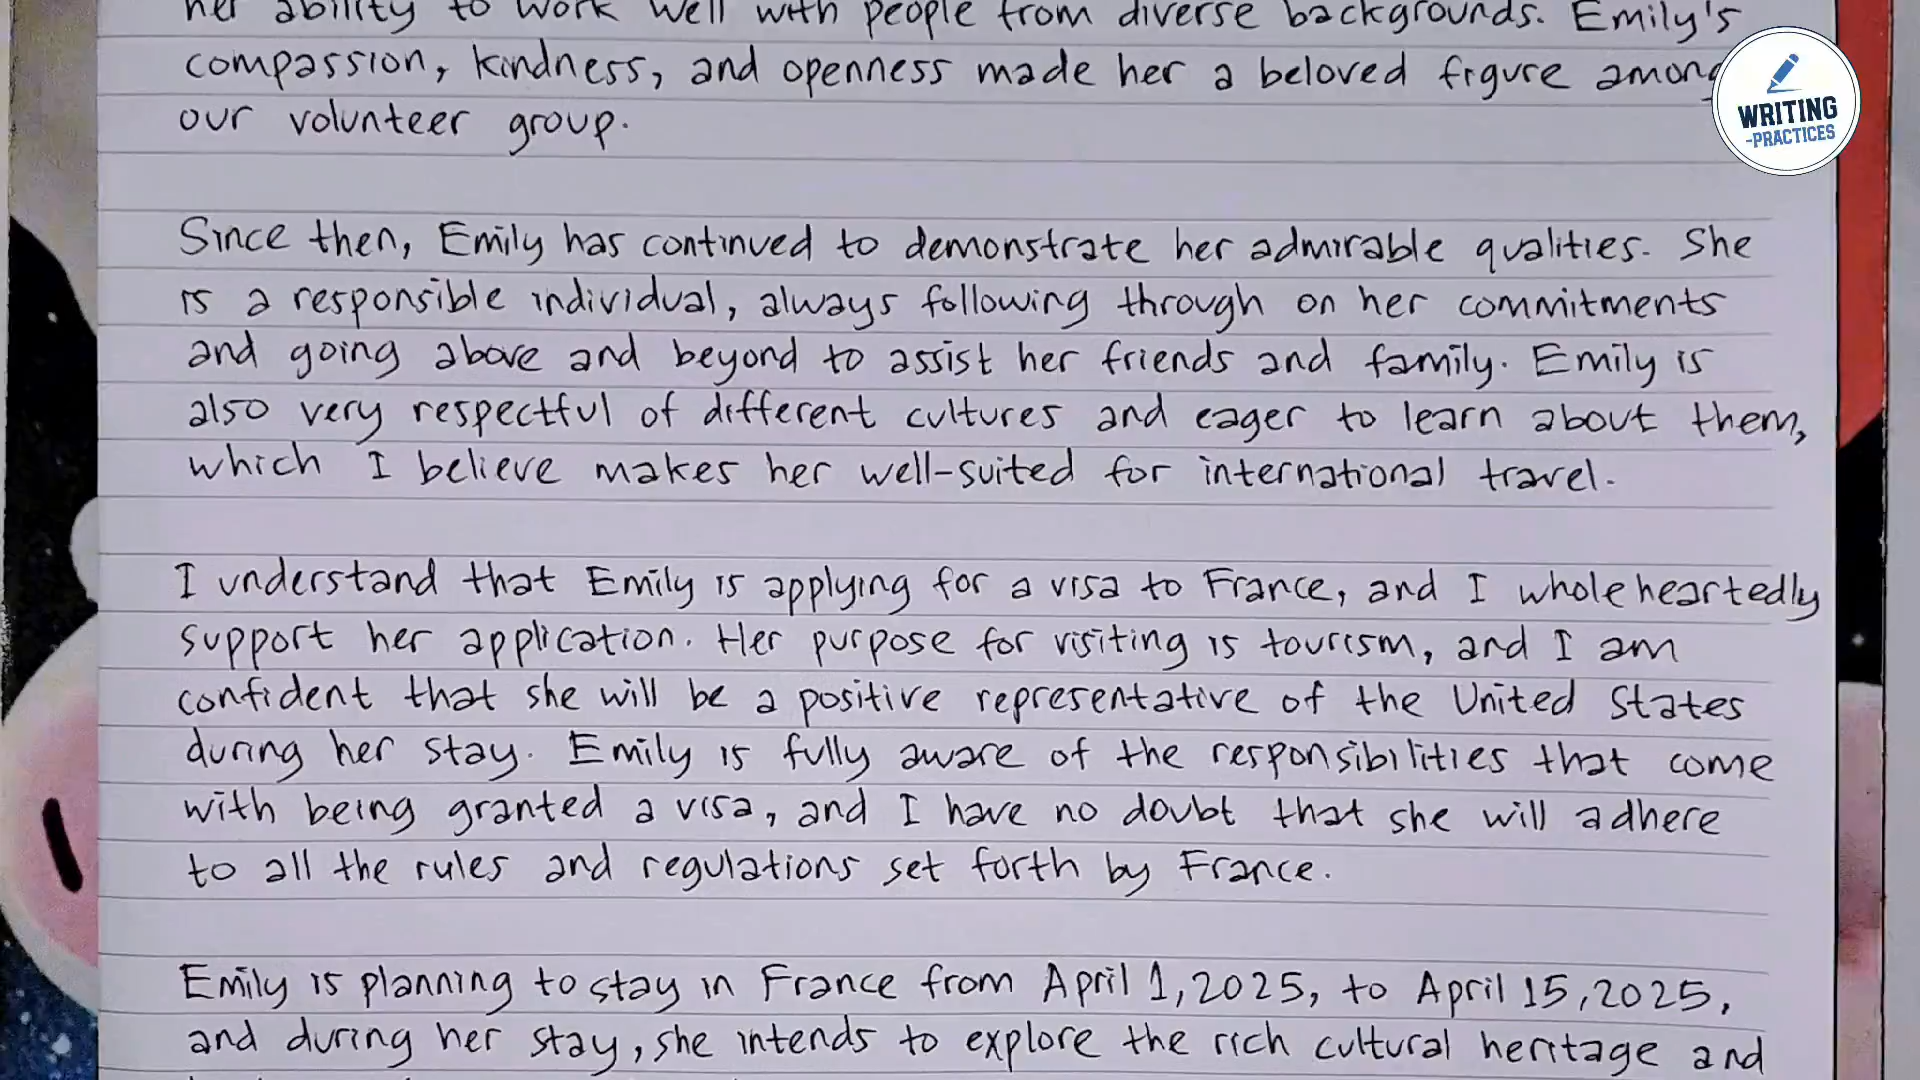 her ability to work well with people from diverse backgrounds. Emily's
compassion, kindness, and openness made her a beloved figure among
our volunteer group.
WRITING
-PRACTICES
Since then, Emily has continued to demonstrate her admirable qualities. She
is a responsible individual, always following through on her commitments
and going above and beyond to assist her friends and family. Emily is
also very respectful of different cultures and eager to learn about them,
which I believe makes her well-suited for international travel.
I understand that Emily is applying for a visa to France, and I wholeheartedly
support her application. Her purpose for visiting is tourism, and I am
confident that she will be a positive representative of the United States
during her stay. Emily is fully aware of the responsibilities that come
with being granted a visa, and I have no doubt that she will adhere
to all the rules and regulations set forth by France.
Emily is planning to stay in France from April 1, 2025, to April 15, 2025,
and during her stay, she intends to explore the rich cultural heritage and